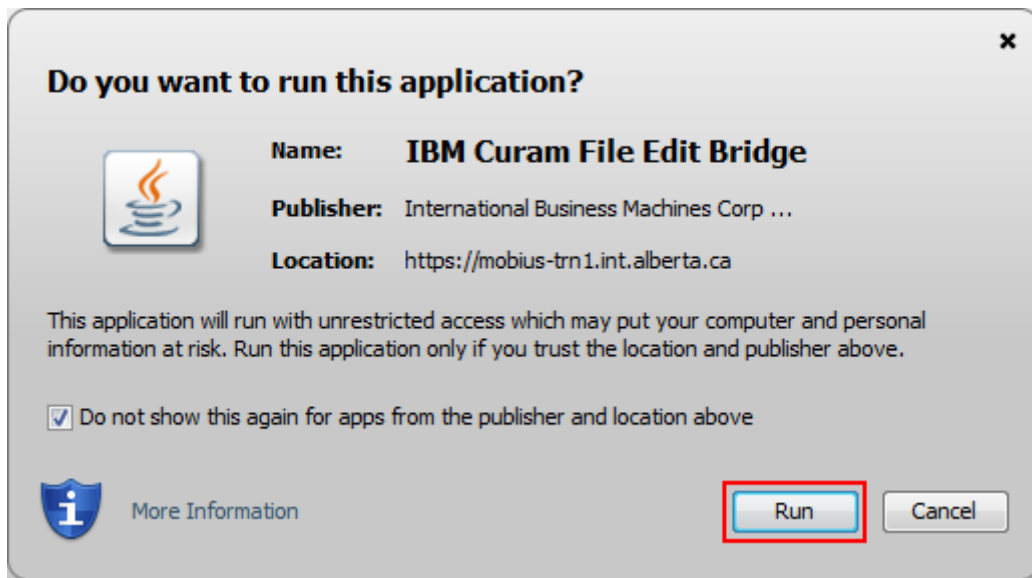 Do you want to run this application?
Name: IBM Curam File Edit Bridge
Publisher: International Business Machines Corp ...
Location: https://mobius-trn1.int.alberta.ca
This application will run with unrestricted access which may put your computer and personal
information at risk. Run this application only if you trust the location and publisher above.
Do not show this again for apps from the publisher and location above
More Information
Run
Cancel